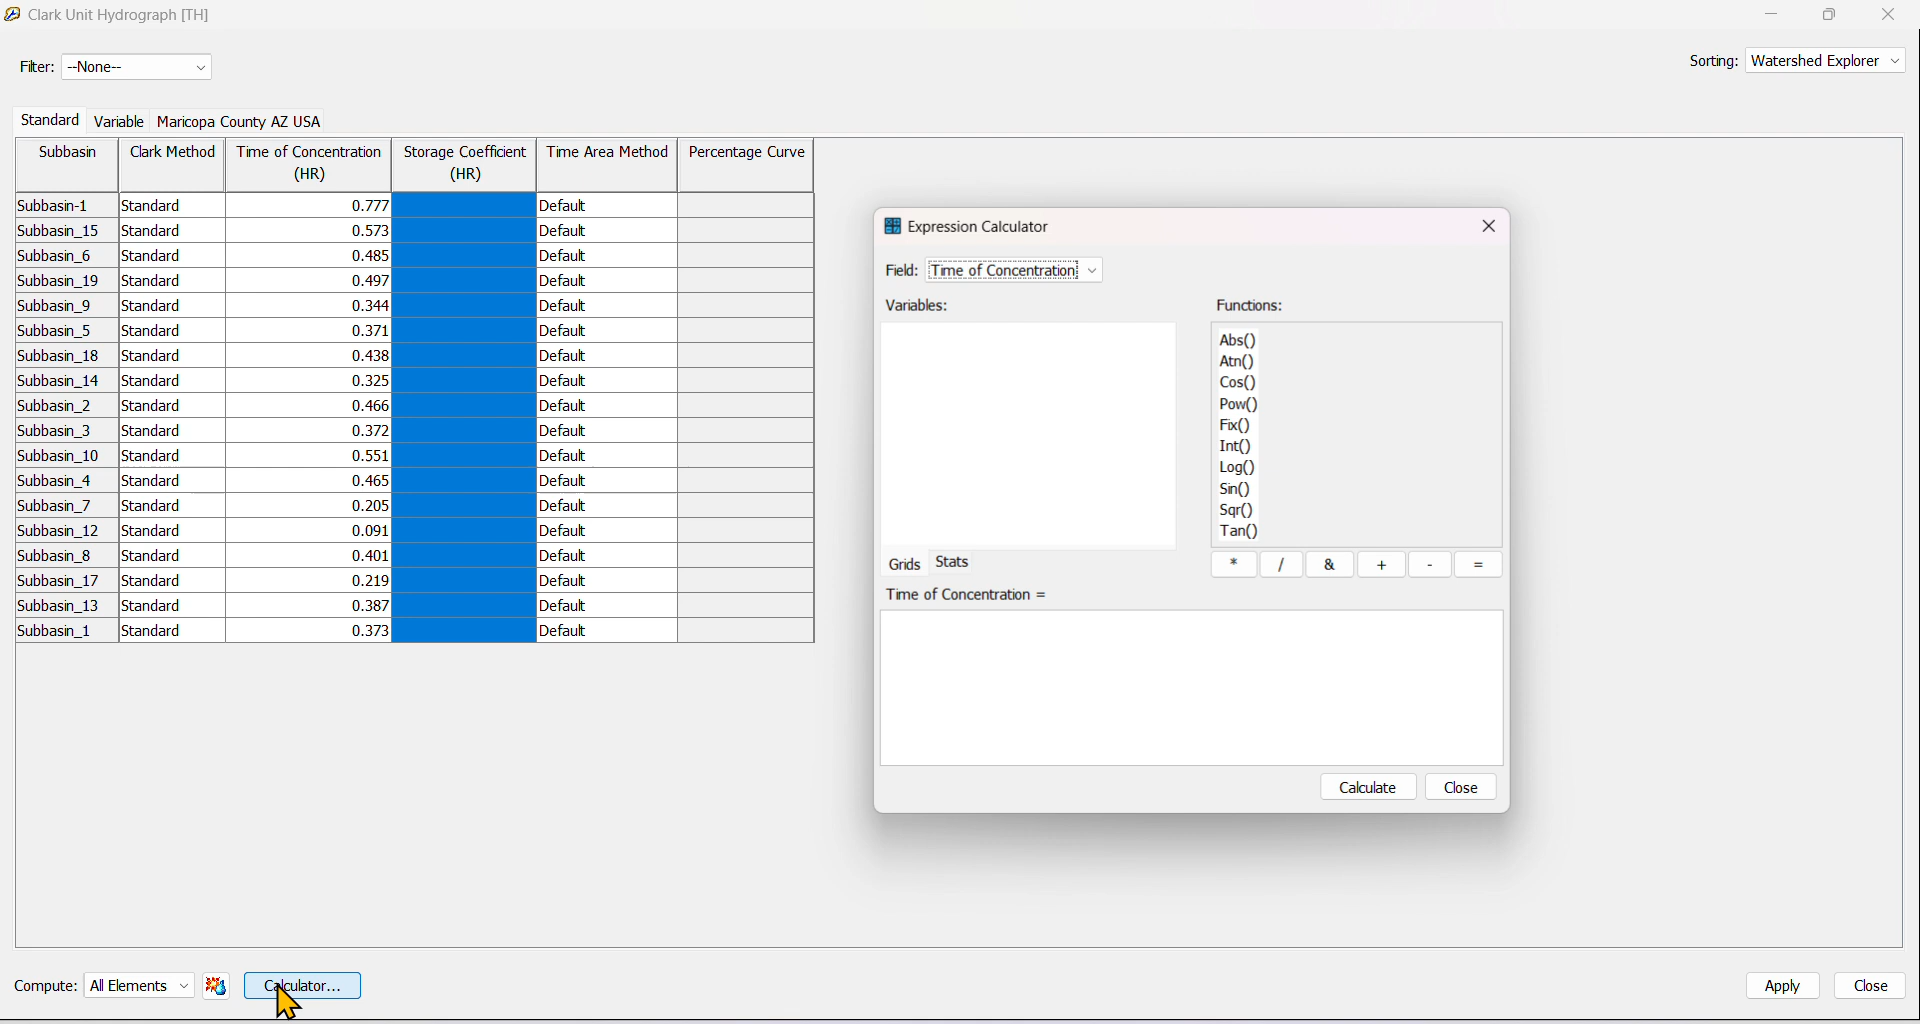 Clark Unit Hydrograph [TH]
Filter: --None--
Sorting: Watershed Explorer
Standard Variable Maricopa County AZ USA
Subbasin Clark Method Time of Concentration (HR) Storage Coefficient (HR) Time Area Method Percentage Curve
Subbasin-1 Standard 0.777 Default
Subbasin_15 Standard 0.573 Default
Subbasin_6 Standard 0.485 Default
Subbasin_19 Standard 0.497 Default
Subbasin_9 Standard 0.344 Default
Subbasin_5 Standard 0.371 Default
Subbasin_18 Standard 0.438 Default
Subbasin_14 Standard 0.325 Default
Subbasin_2 Standard 0.466 Default
Subbasin_3 Standard 0.372 Default
Subbasin_10 Standard 0.551 Default
Subbasin_4 Standard 0.465 Default
Subbasin_7 Standard 0.205 Default
Subbasin_12 Standard 0.091 Default
Subbasin_8 Standard 0.401 Default
Subbasin_17 Standard 0.219 Default
Subbasin_13 Standard 0.387 Default
Subbasin_1 Standard 0.373 Default
Expression Calculator
Field: Time of Concentration
Variables:
Functions:
Abs()
Atn()
Cos()
Pow()
Fix()
Int()
Log()
Sin()
Sqr()
Tan()
Grids Stats
* / & + - =
Time of Concentration =
Calculate Close
Compute: All Elements Calculator...
Apply Close